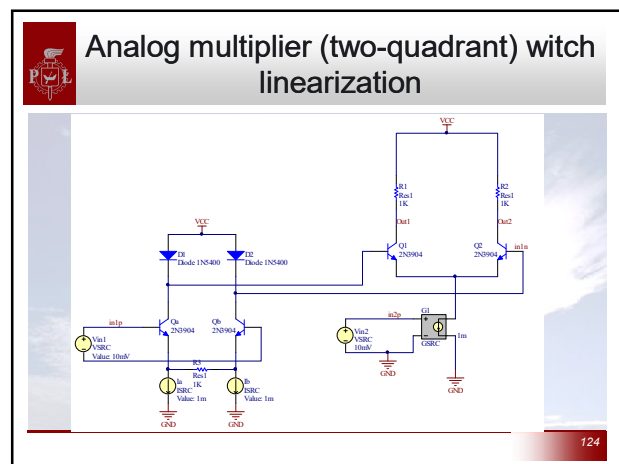 P Ł
Analog multiplier (two-quadrant) witch
linearization
VCC
R1
Res1
1K
R2
Res1
1K
Out1
Out2
VCC
D1
Diode 1N5400
D2
Diode 1N5400
Q1
2N3904
Q2
2N3904
in1n
in1p
Qa
2N3904
Qb
2N3904
Vin1
VSRC
Value: 10mV
R3
Res1
1K
Ia
ISRC
Value: 1m
Ib
ISRC
Value: 1m
GND
GND
in2p
Vin2
VSRC
10mV
G1
GSRC
1m
GND
GND
124